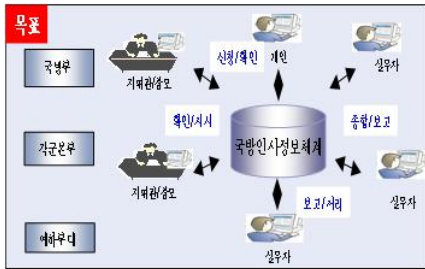 목표
국방부
신청/확인
개인
지휘관/참모
실무자
확인/지시
종합/보고
각군본부
국방인사정보체계
지휘관/참모
실무자
보고/처리
예하부대
실무자